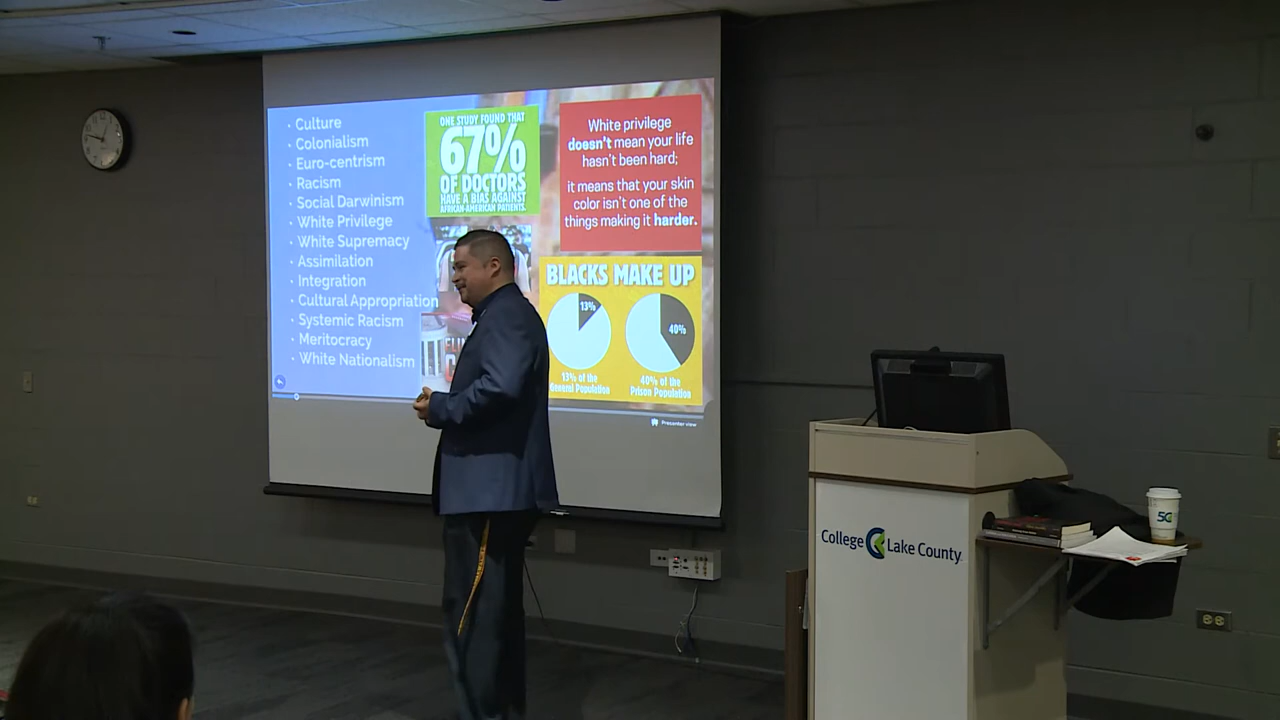 • Culture
• Colonialism
• Euro-centrism
• Racism
• Social Darwinism
• White Privilege
• White Supremacy
• Assimilation
• Integration
• Cultural Appropriation
• Systemic Racism
• Meritocracy
• White Nationalism
ONE STUDY FOUND THAT
67%
OF DOCTORS
HAVE A BIAS AGAINST
AFRICAN-AMERICAN PATIENTS.
White privilege
doesn't mean your life
hasn't been hard;
it means that your skin
color isn't one of the
things making it harder.
BLACKS MAKE UP
13%
40%
13% of the
General Population
40% of the
Prison Population
Presenter view
College Lake County